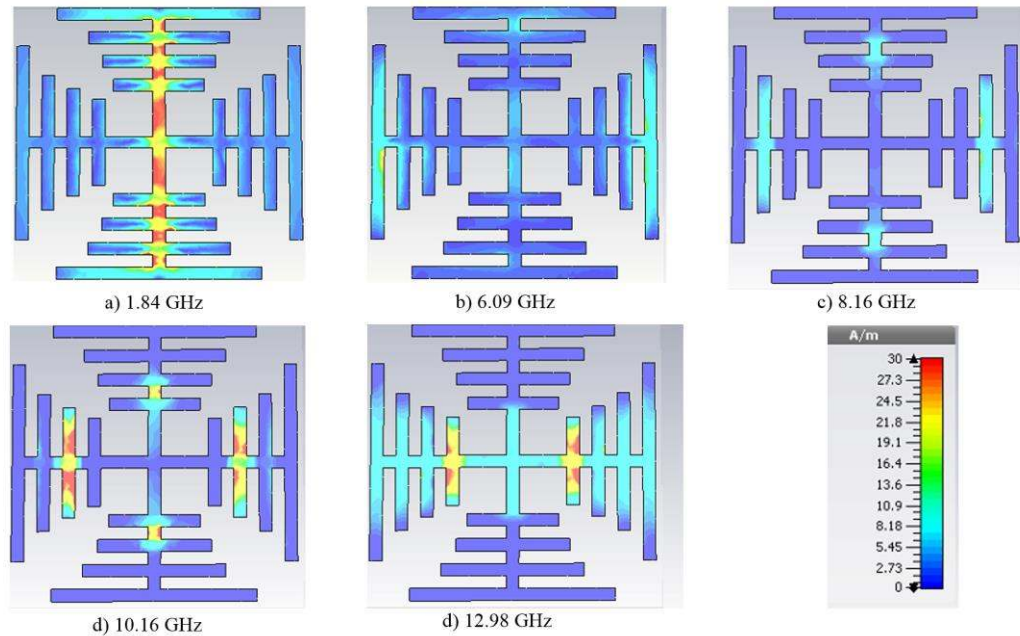 a) 1.84 GHz
b) 6.09 GHz
c) 8.16 GHz
d) 10.16 GHz
d) 12.98 GHz
A/m
30
27.3
24.5
21.8
19.1
16.4
13.6
10.9
8.18
5.45
2.73
0